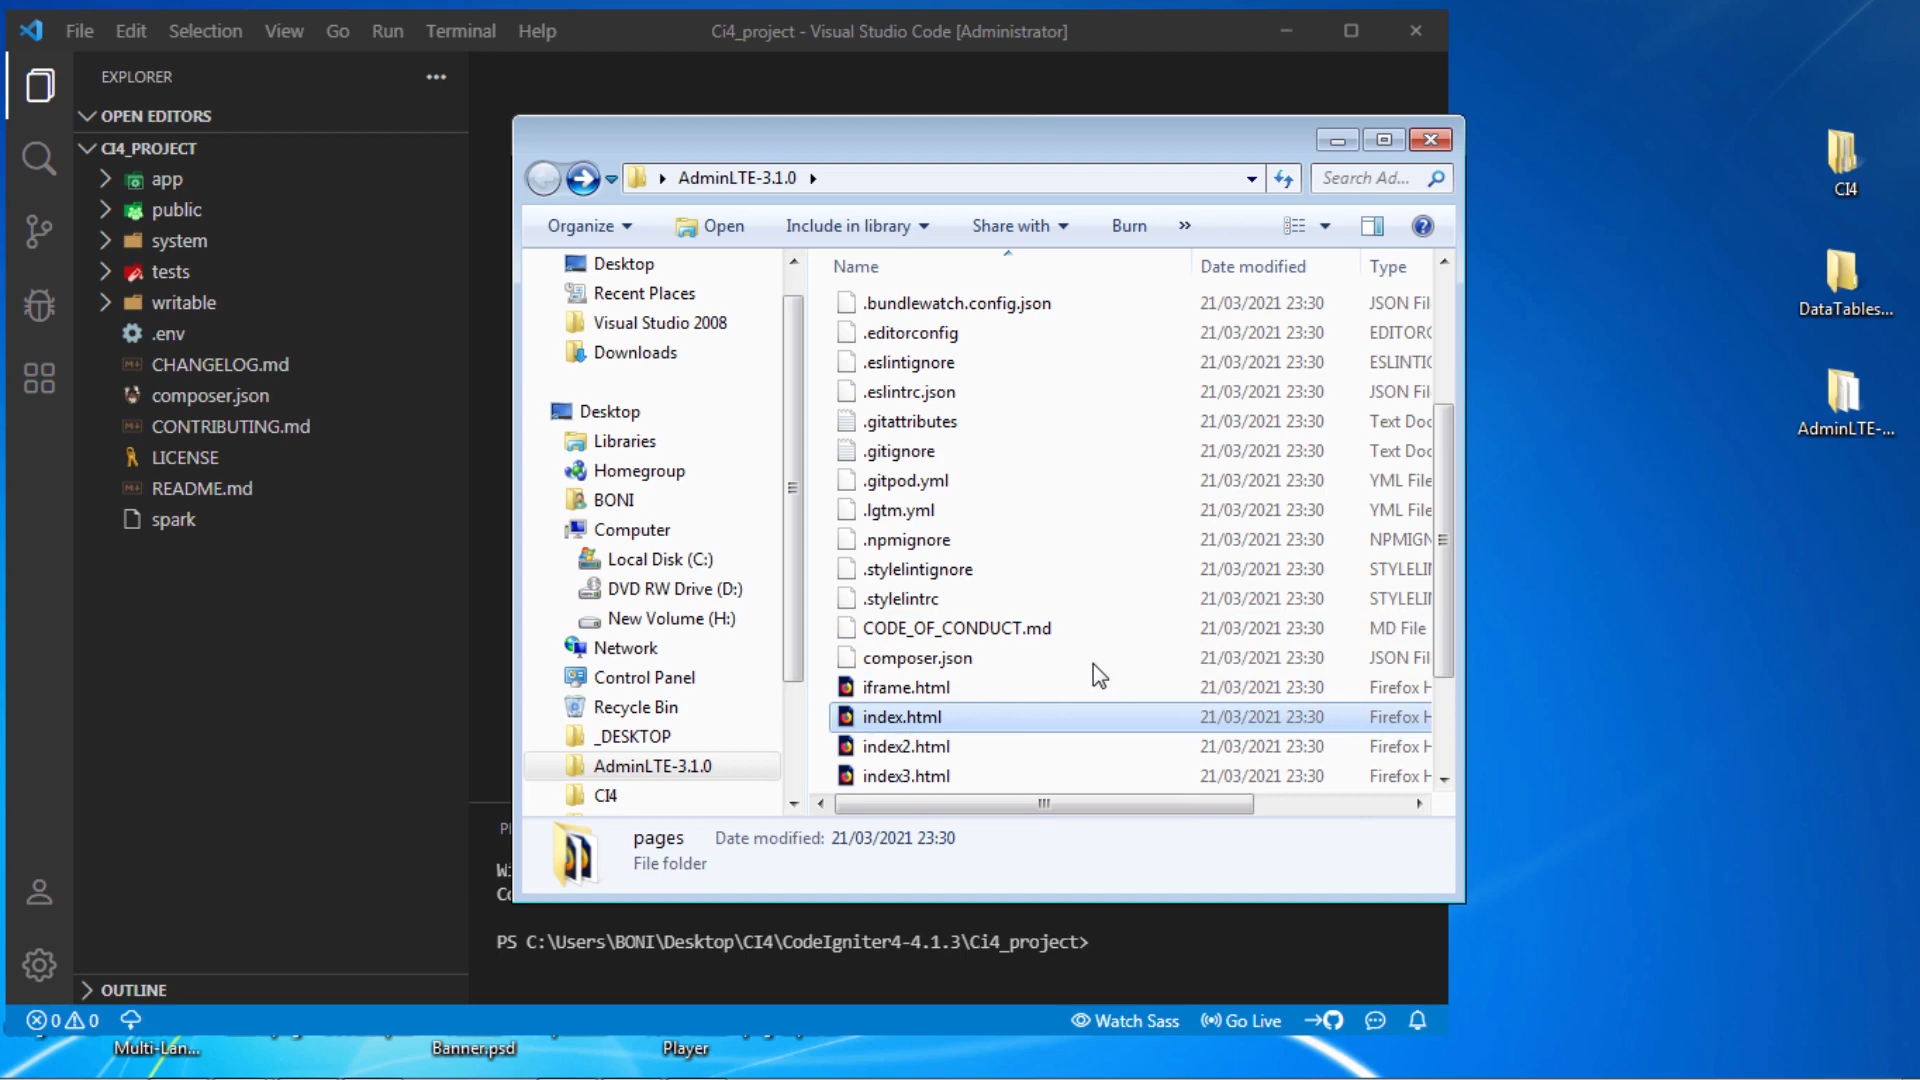 File Edit Selection View Go Run Terminal Help
Ci4_project - Visual Studio Code [Administrator]
EXPLORER
OPEN EDITORS
CI4_PROJECT
app
public
system
tests
writable
.env
CHANGELOG.md
composer.json
CONTRIBUTING.md
LICENSE
README.md
spark
OUTLINE
AdminLTE-3.1.0
Search Ad...
Organize Open Include in library Share with Burn »
Desktop
Recent Places
Visual Studio 2008
Downloads
Desktop
Libraries
Homegroup
BONI
Computer
Local Disk (C:)
DVD RW Drive (D:)
New Volume (H:)
Network
Control Panel
Recycle Bin
_DESKTOP
AdminLTE-3.1.0
CI4
Name Date modified Type
.bundlewatch.config.json 21/03/2021 23:30 JSON Fil
.editorconfig 21/03/2021 23:30 EDITORC
.eslintignore 21/03/2021 23:30 ESLINTIG
.eslintrc.json 21/03/2021 23:30 JSON Fil
.gitattributes 21/03/2021 23:30 Text Doc
.gitignore 21/03/2021 23:30 Text Doc
.gitpod.yml 21/03/2021 23:30 YML File
.lgtm.yml 21/03/2021 23:30 YML File
.npmignore 21/03/2021 23:30 NPMIGN
.stylelintignore 21/03/2021 23:30 STYLELI
.stylelintrc 21/03/2021 23:30 STYLELI
CODE_OF_CONDUCT.md 21/03/2021 23:30 MD File
composer.json 21/03/2021 23:30 JSON Fil
iframe.html 21/03/2021 23:30 Firefox H
index.html 21/03/2021 23:30 Firefox H
index2.html 21/03/2021 23:30 Firefox H
index3.html 21/03/2021 23:30 Firefox H
pages Date modified: 21/03/2021 23:30
File folder
PS C:\Users\BONI\Desktop\CI4\CodeIgniter4-4.1.3\Ci4_project>
0 0
Watch Sass Go Live
CI4
DataTables...
AdminLTE-...
Multi-Lan...
Banner.psd
Player